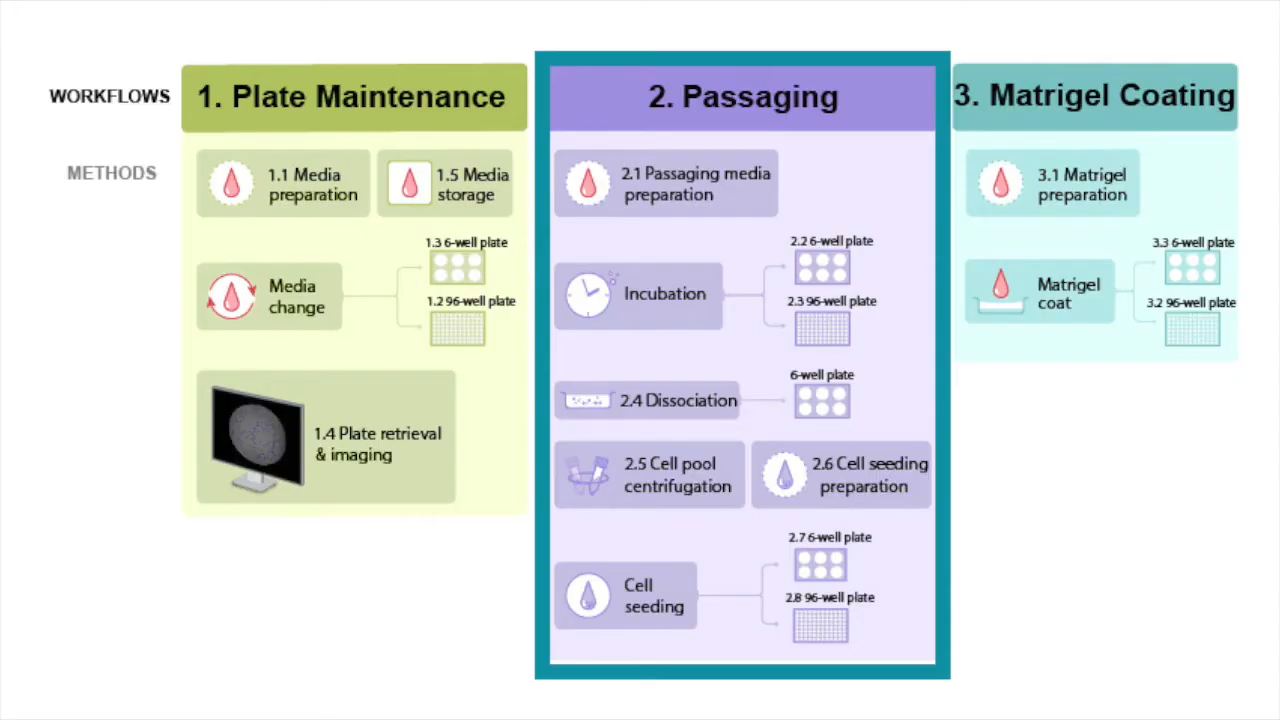 WORKFLOWS
METHODS
1. Plate Maintenance
1.1 Media
preparation
1.5 Media
storage
Media
change
1.3 6-well plate
1.2 96-well plate
1.4 Plate retrieval
& imaging
2. Passaging
2.1 Passaging media
preparation
Incubation
2.2 6-well plate
2.3 96-well plate
2.4 Dissociation
6-well plate
2.5 Cell pool
centrifugation
2.6 Cell seeding
preparation
Cell
seeding
2.7 6-well plate
2.8 96-well plate
3. Matrigel Coating
3.1 Matrigel
preparation
Matrigel
coat
3.3 6-well plate
3.2 96-well plate